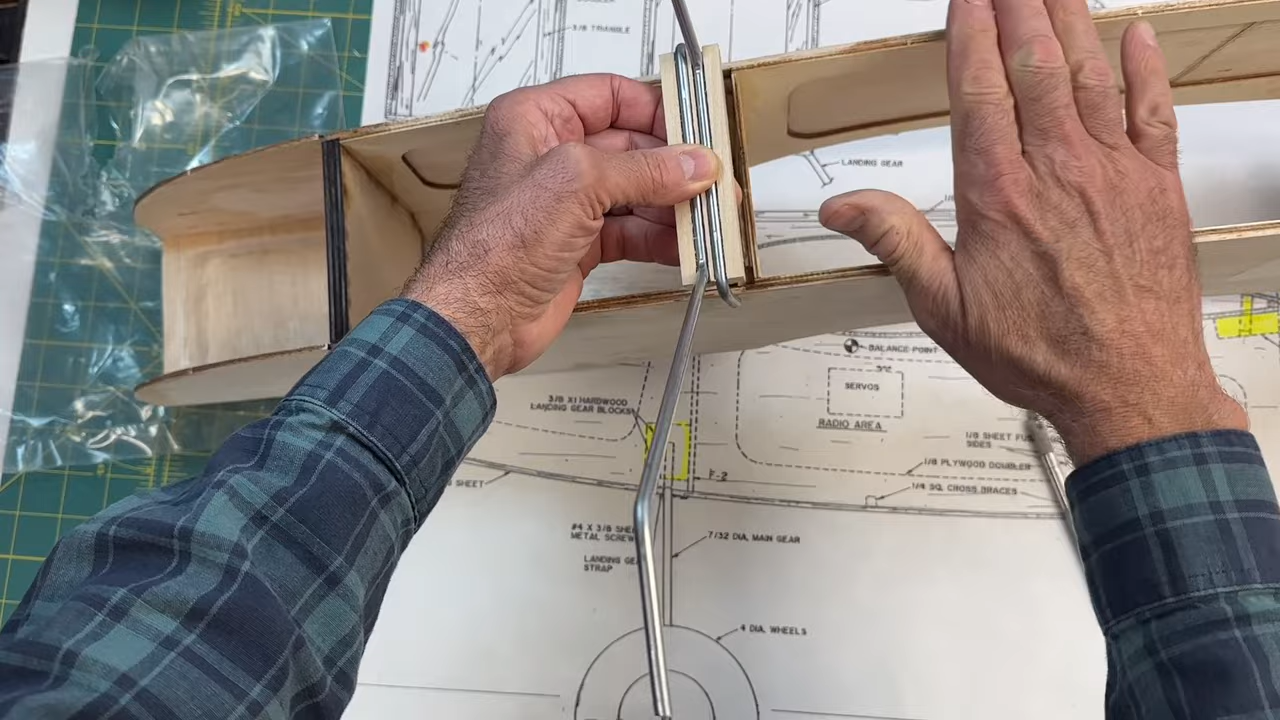 3/8 TRIANGLE
LANDING GEAR
BALANCE POINT
SERVOS
RADIO AREA
3/8 X1 HARDWOOD
LANDING GEAR BLOCKS
F-2
1/8 SHEET FUS
SIDES
1/8 PLYWOOD DOUBLER
1/4 SQ. CROSS BRACES
SHEET
#4 X 3/8 SHE
METAL SCREW
LANDING GE
STRAP
7/32 DIA. MAIN GEAR
4 DIA. WHEELS